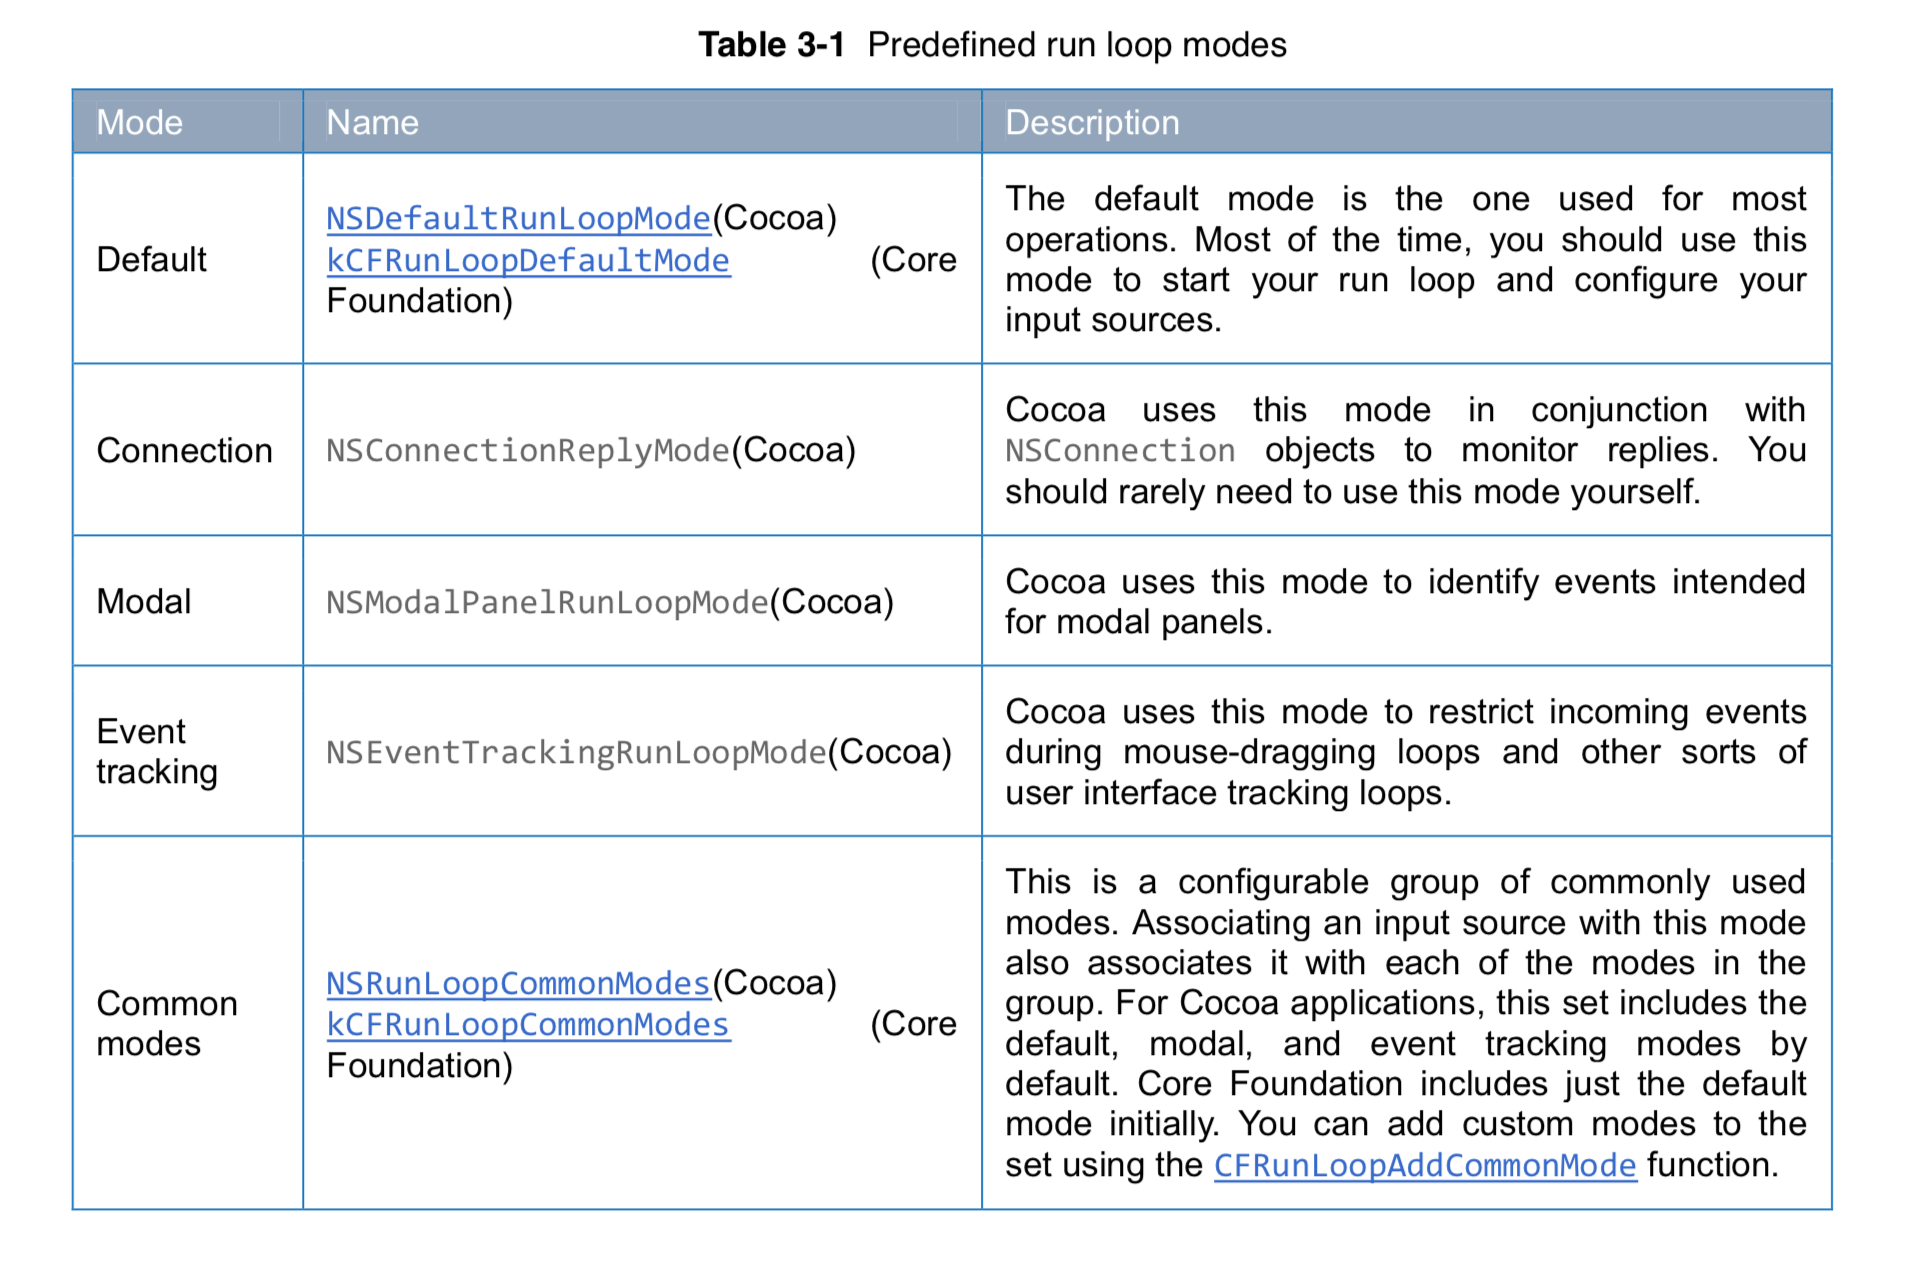 Table 3-1 Predefined run loop modes
Mode
Name
Description
Default
NSDefaultRunLoopMode(Cocoa)
kCFRunLoopDefaultMode (Core
Foundation)
The default mode is the one used for most
operations. Most of the time, you should use this
mode to start your run loop and configure your
input sources.
Connection
NSConnectionReplyMode(Cocoa)
Cocoa uses this mode in conjunction with
NSConnection objects to monitor replies. You
should rarely need to use this mode yourself.
Modal
NSModalPanelRunLoopMode(Cocoa)
Cocoa uses this mode to identify events intended
for modal panels.
Event
tracking
NSEventTrackingRunLoopMode(Cocoa)
Cocoa uses this mode to restrict incoming events
during mouse-dragging loops and other sorts of
user interface tracking loops.
Common
modes
NSRunLoopCommonModes(Cocoa)
kCFRunLoopCommonModes (Core
Foundation)
This is a configurable group of commonly used
modes. Associating an input source with this mode
also associates it with each of the modes in the
group. For Cocoa applications, this set includes the
default, modal, and event tracking modes by
default. Core Foundation includes just the default
mode initially. You can add custom modes to the
set using the CFRunLoopAddCommonMode function.